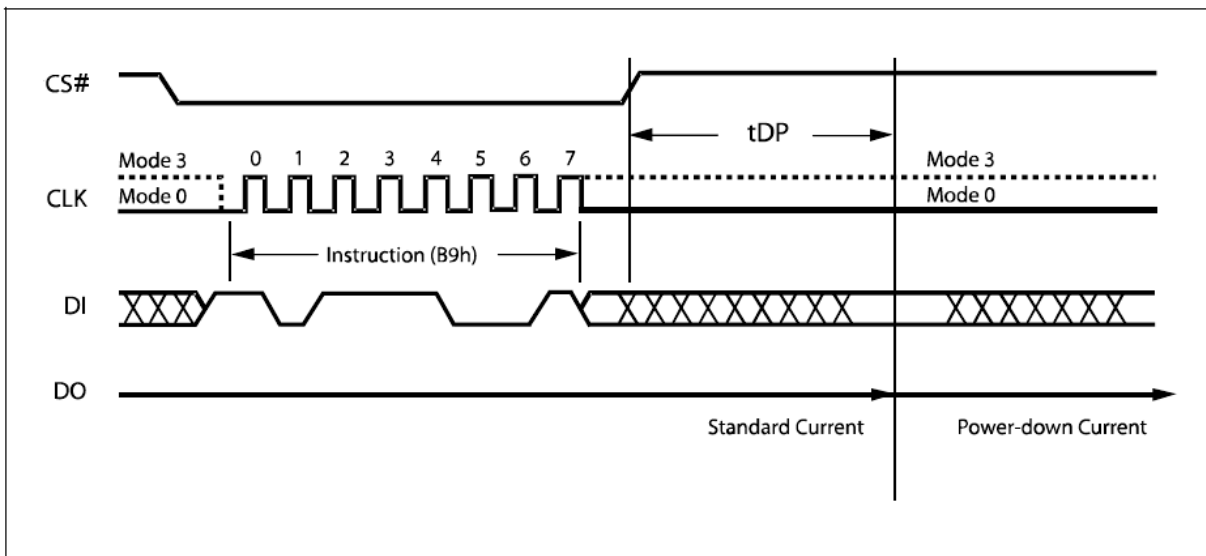 CS#
tDP
Mode 3 0 1 2 3 4 5 6 7 Mode 3
CLK Mode 0 Mode 0
Instruction (B9h)
DI
DO
Standard Current Power-down Current